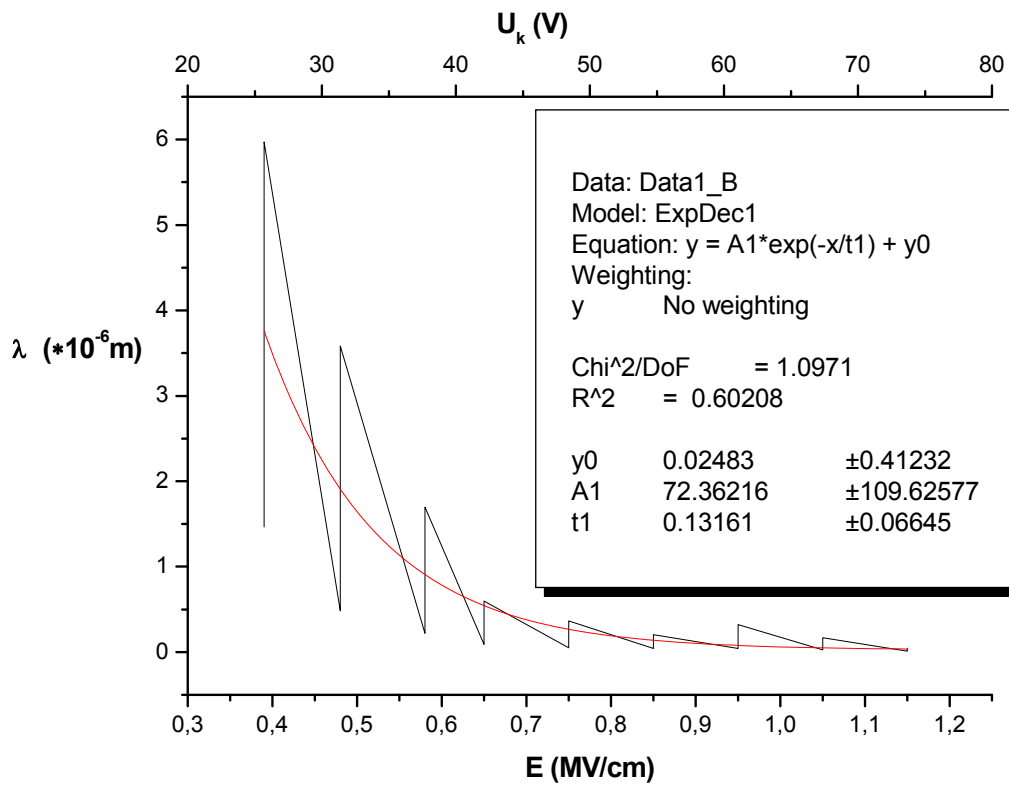 U_k (V)
20 30 40 50 60 70 80
6
5
4
3
2
1
0
λ (*10^-6 m)
Data: Data1_B
Model: ExpDec1
Equation: y = A1*exp(-x/t1) + y0
Weighting:
y No weighting
Chi^2/DoF = 1.0971
R^2 = 0.60208
y0 0.02483 ±0.41232
A1 72.36216 ±109.62577
t1 0.13161 ±0.06645
0,3 0,4 0,5 0,6 0,7 0,8 0,9 1,0 1,1 1,2
E (MV/cm)